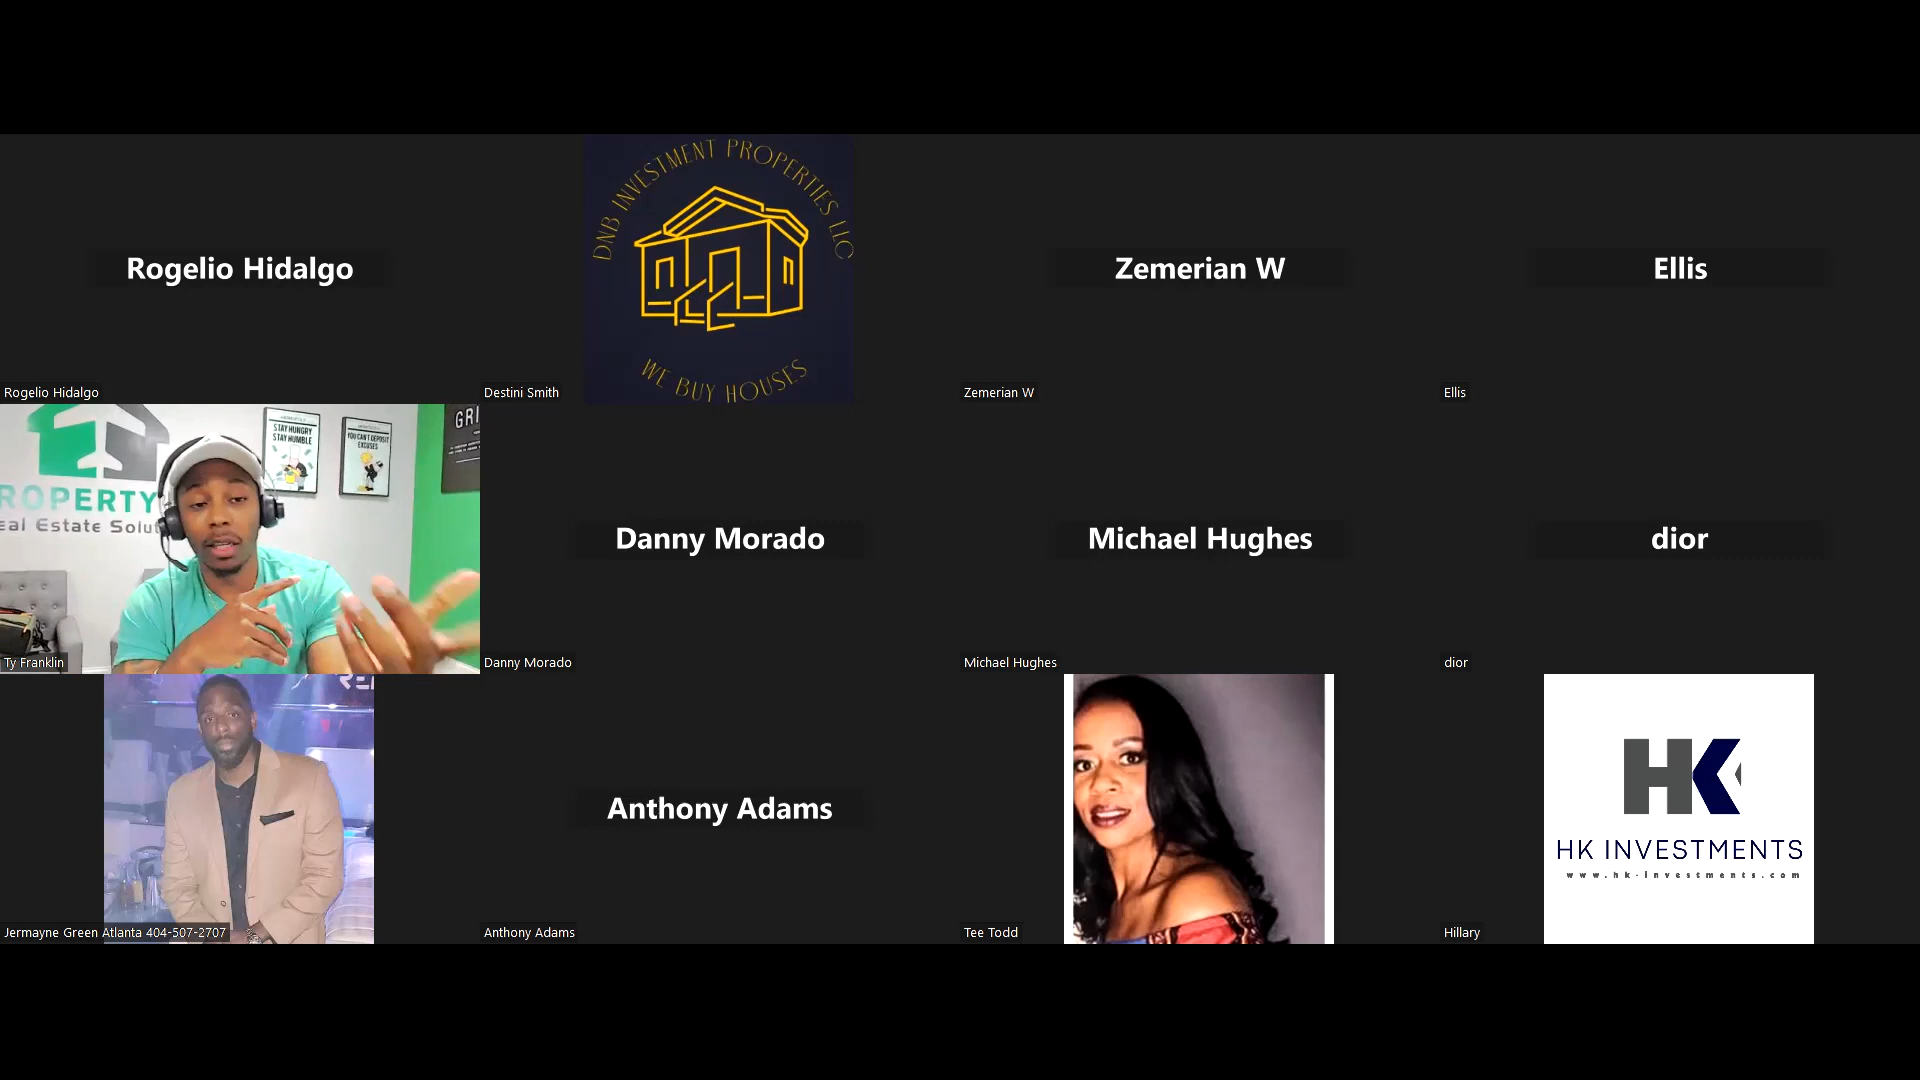 DNB INVESTMENT PROPERTIES LLC
WE BUY HOUSES
Rogelio Hidalgo
Zemerian W
Ellis
Rogelio Hidalgo
Destini Smith
Zemerian W
Ellis
STAY HUNGRY
STAY HUMBLE
YOU CAN'T DEPOSIT
EXCUSES
GRI
ROPERTY
eal Estate Solut
Danny Morado
Michael Hughes
dior
Ty Franklin
Danny Morado
Michael Hughes
dior
Anthony Adams
HK
HK INVESTMENTS
www.hk-investments.com
Jermayne Green Atlanta 404-507-2707
Anthony Adams
Tee Todd
Hillary